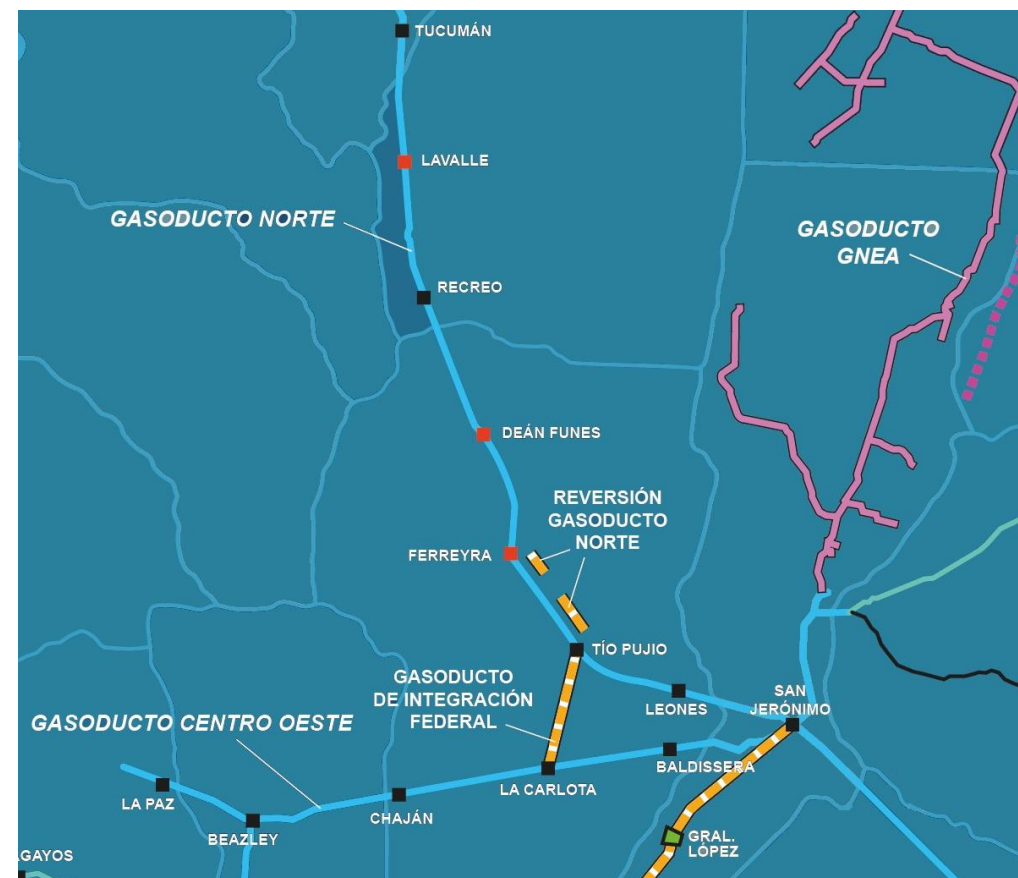 TUCUMÁN
LAVALLE
GASODUCTO NORTE
GASODUCTO
GNEA
RECREO
DEÁN FUNES
REVERSIÓN
GASODUCTO
NORTE
FERREYRA
TÍO PUJIO
GASODUCTO
DE INTEGRACIÓN
FEDERAL
SAN
JERÓNIMO
LEONES
GASODUCTO CENTRO OESTE
BALDISSERA
LA CARLOTA
LA PAZ
CHAJÁN
BEAZLEY
GRAL.
LÓPEZ
AGAYOS